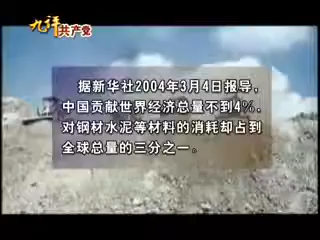 九评共产党
据新华社2004年3月4日报导，
中国贡献世界经济总量不到4%，
对钢材水泥等材料的消耗却占到
全球总量的三分之一.